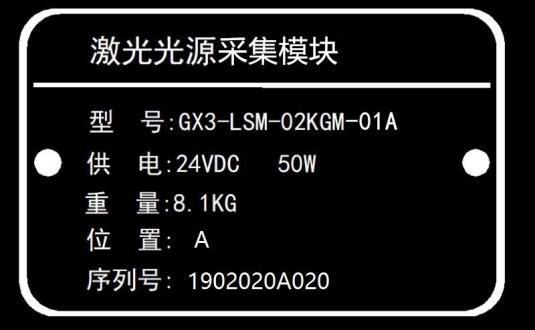 激光光源采集模块
型 号:GX3-LSM-02KGM-01A
供 电:24VDC 50W
重 量:8.1KG
位 置: A
序列号: 1902020A020